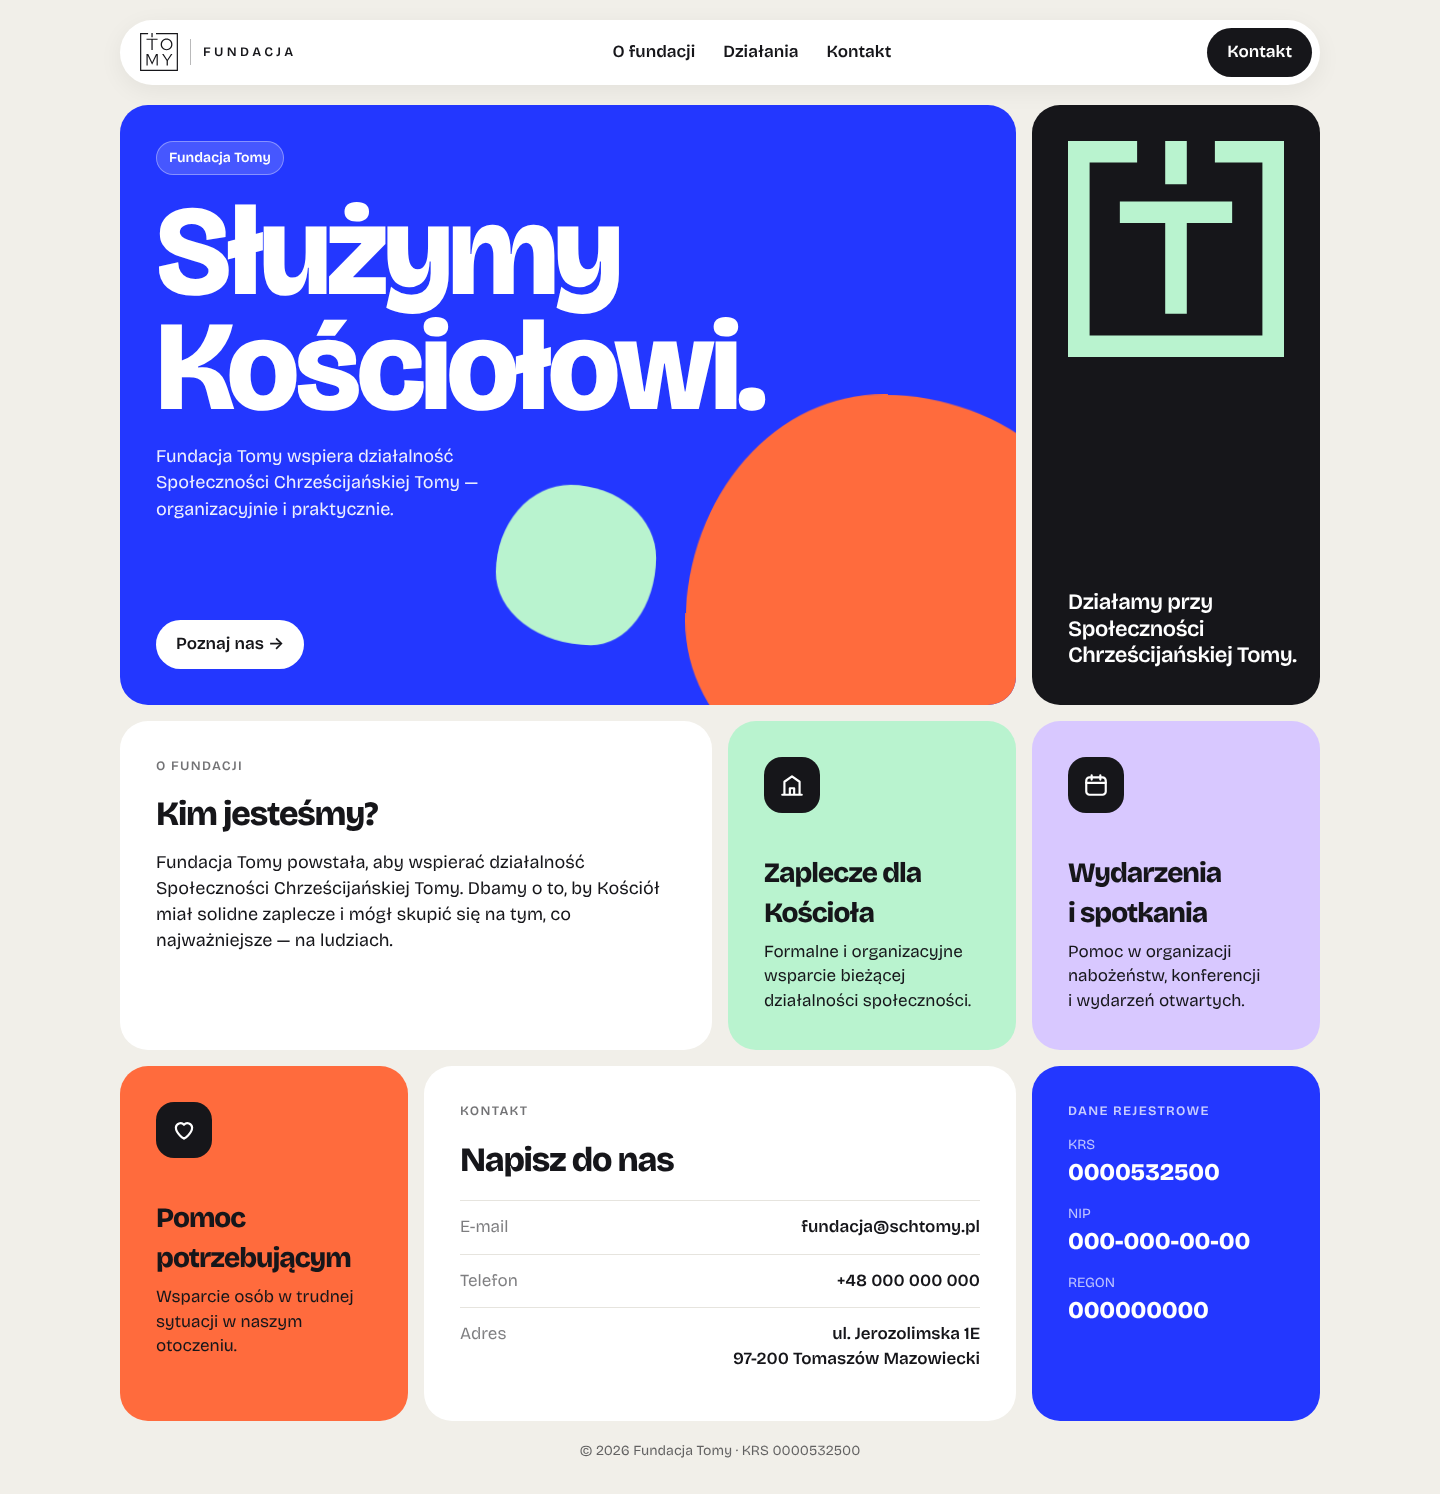 TO
MY
FUNDACJA
O fundacji
Działania
Kontakt
Kontakt
Fundacja Tomy
Służymy
Kościołowi.
Fundacja Tomy wspiera działalność
Społeczności Chrześcijańskiej Tomy —
organizacyjnie i praktycznie.
Poznaj nas →
T
Działamy przy
Społeczności
Chrześcijańskiej Tomy.
O FUNDACJI
Kim jesteśmy?
Fundacja Tomy powstała, aby wspierać działalność
Społeczności Chrześcijańskiej Tomy. Dbamy o to, by Kościół
miał solidne zaplecze i mógł skupić się na tym, co
najważniejsze — na ludziach.
Zaplecze dla
Kościoła
Formalne i organizacyjne
wsparcie bieżącej
działalności społeczności.
Wydarzenia
i spotkania
Pomoc w organizacji
nabożeństw, konferencji
i wydarzeń otwartych.
Pomoc
potrzebującym
Wsparcie osób w trudnej
sytuacji w naszym
otoczeniu.
KONTAKT
Napisz do nas
E-mail
fundacja@schtomy.pl
Telefon
+48 000 000 000
Adres
ul. Jerozolimska 1E
97-200 Tomaszów Mazowiecki
DANE REJESTROWE
KRS
0000532500
NIP
000-000-00-00
REGON
000000000
© 2026 Fundacja Tomy · KRS 0000532500